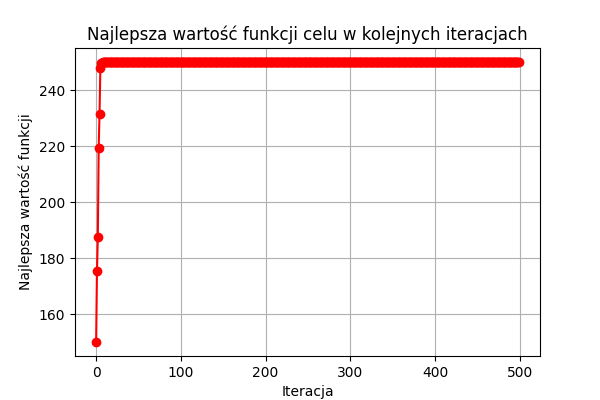 Najlepsza wartość funkcji celu w kolejnych iteracjach
Najlepsza wartość funkcji
240
220
200
180
160
0 100 200 300 400 500
Iteracja